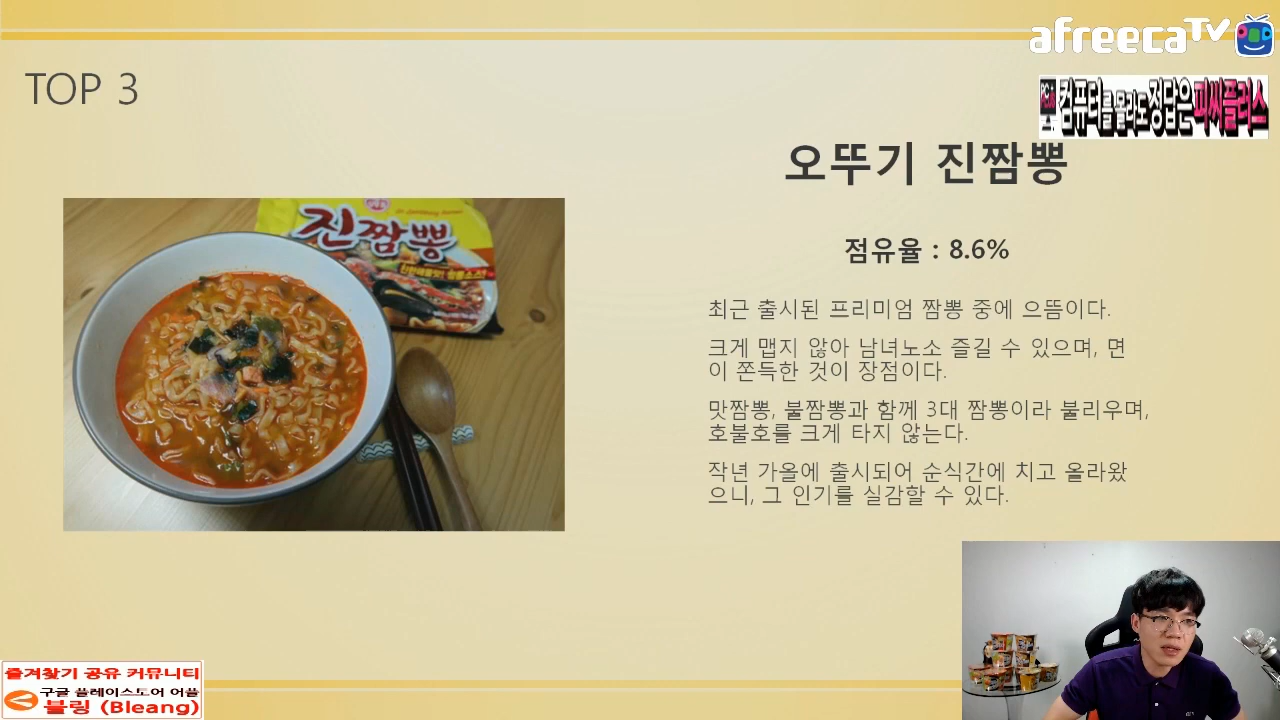 afreecaTV
TOP 3
컴퓨터를 몰라도 정답은 피씨플러스
오뚜기 진짬뽕
점유율 : 8.6%
진짬뽕
최근 출시된 프리미엄 짬뽕 중에 으뜸이다.
크게 맵지 않아 남녀노소 즐길 수 있으며, 면
이 쫀득한 것이 장점이다.
맛짬뽕, 불짬뽕과 함께 3대 짬뽕이라 불리우며,
호불호를 크게 타지 않는다.
작년 가올에 출시되어 순식간에 치고 올라왔
으니, 그 인기를 실감할 수 있다.
즐겨찾기 공유 커뮤니티
구글 플레이스토어 어플
블링 (Bleang)